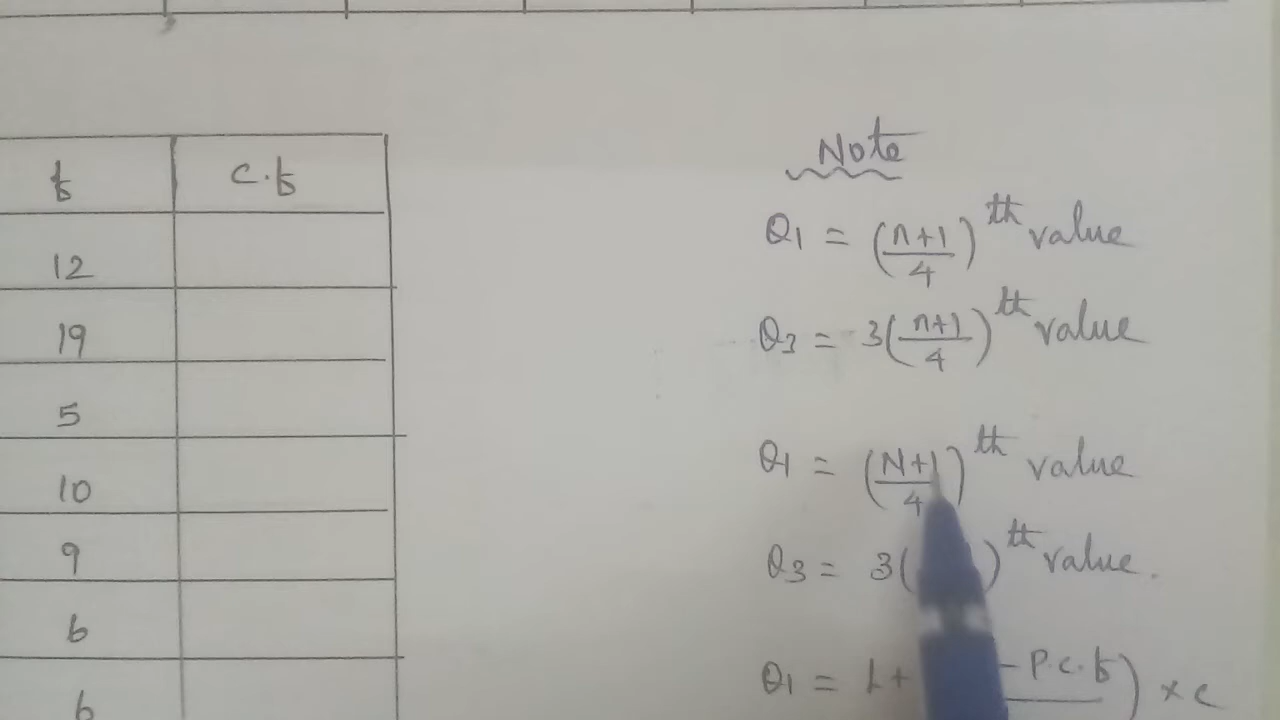 f c.f
12
19
5
10
9
6
6
Note
Q1 = (n+1/4)th value
Q3 = 3(n+1/4)th value
Q1 = (N+1/4)th value
Q3 = 3( )th value.
Q1 = L+ - P.c.f ) × c